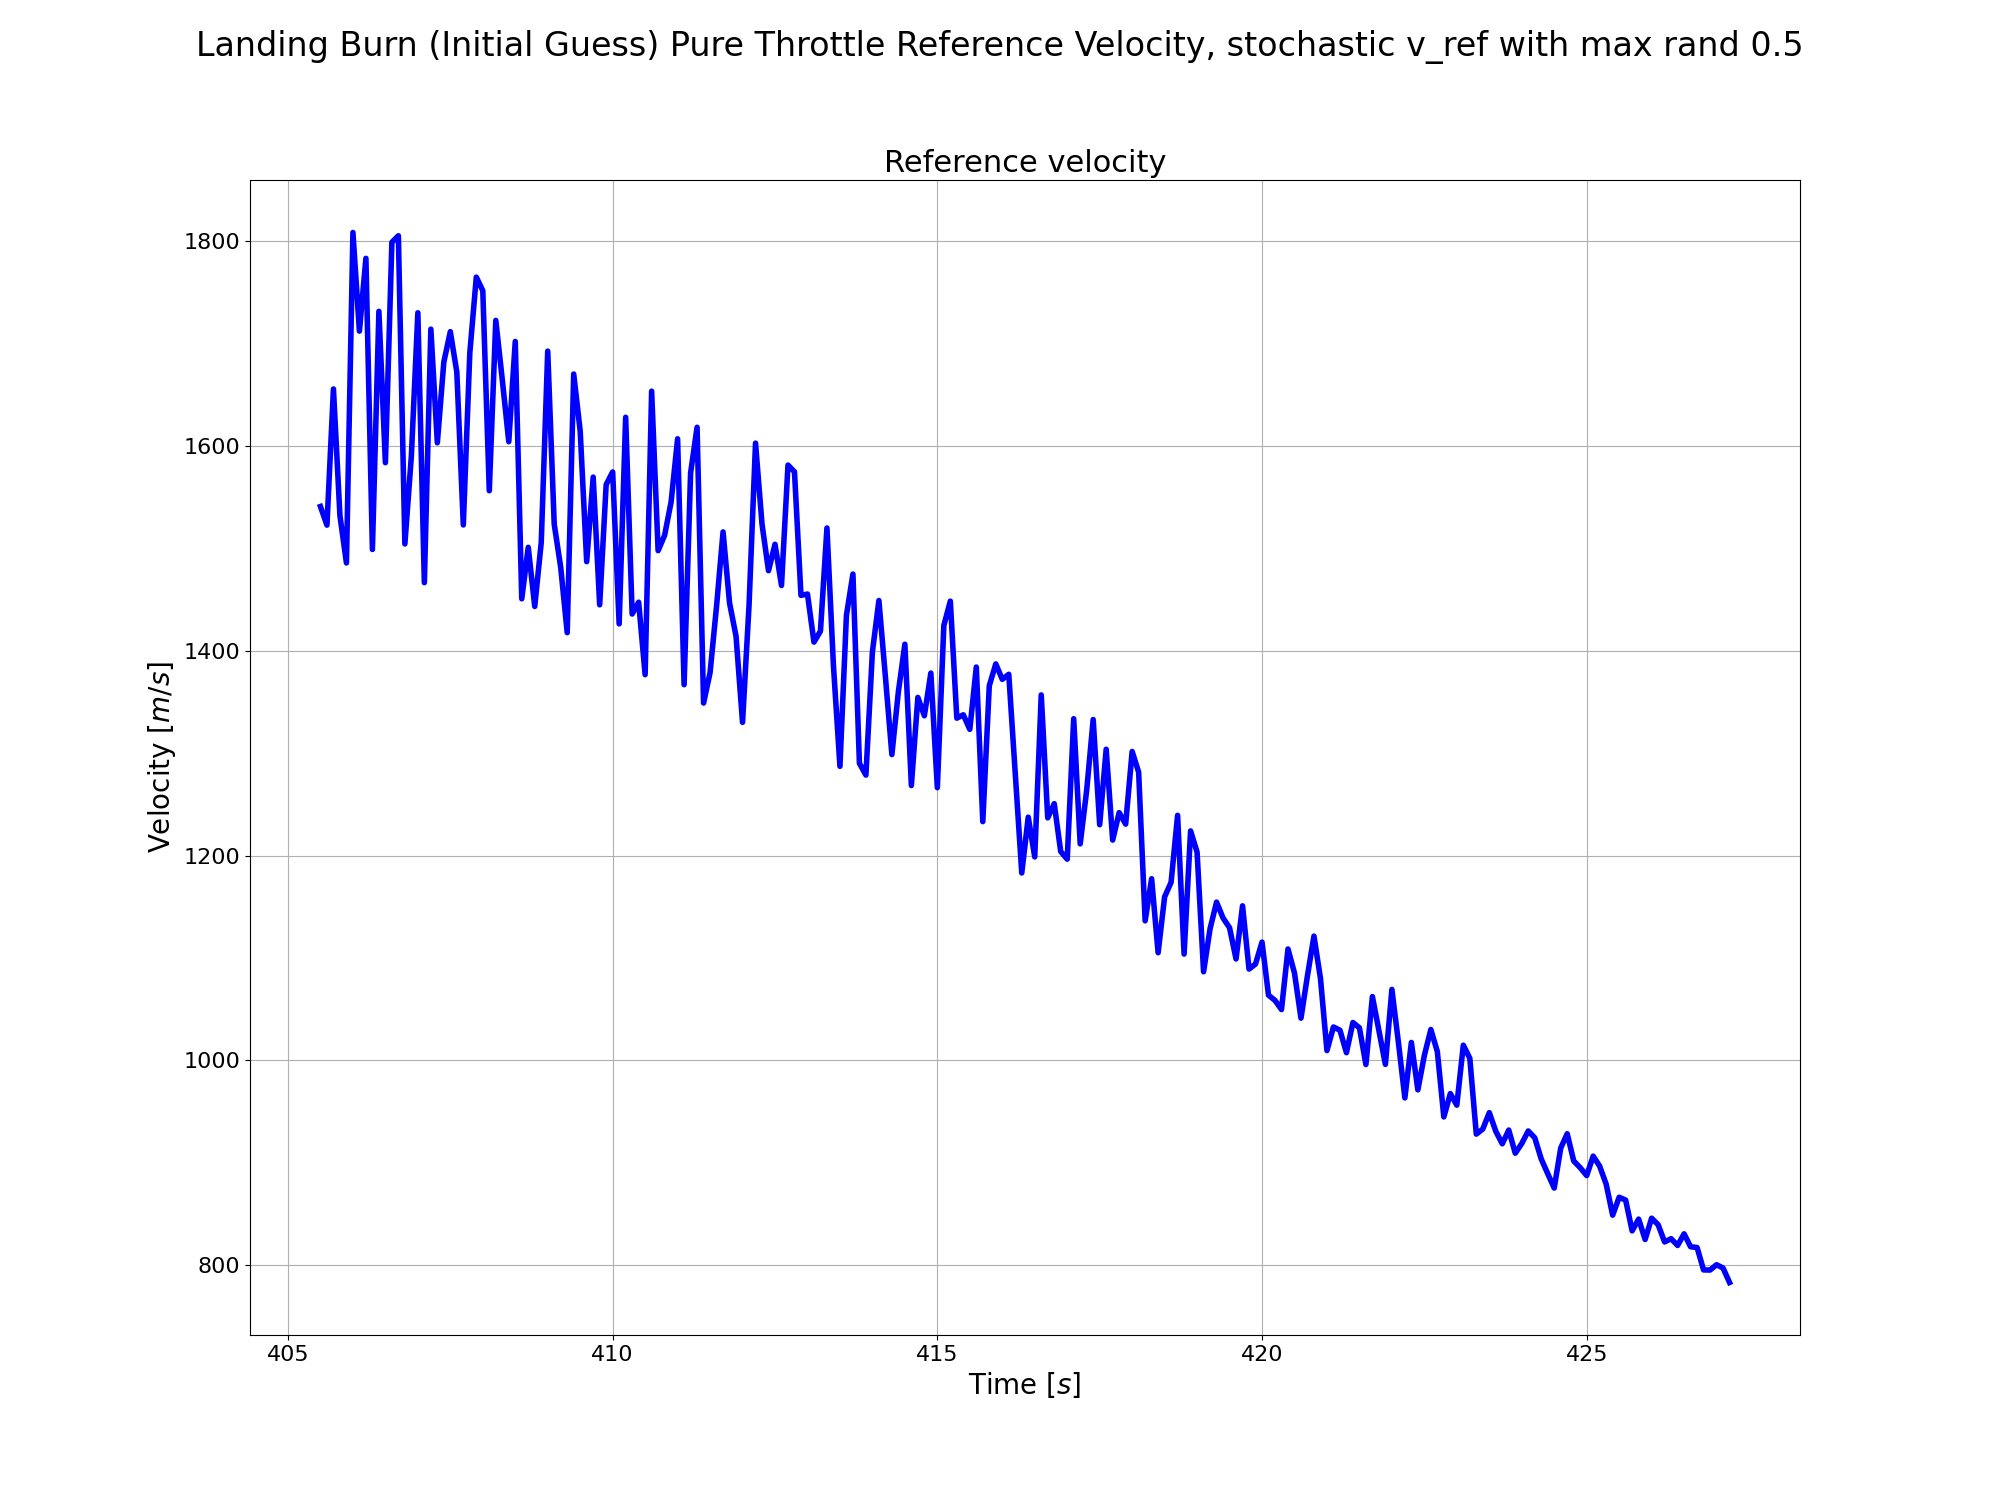 Landing Burn (Initial Guess) Pure Throttle Reference Velocity, stochastic v_ref with max rand 0.5
Reference velocity
1800
1600
1400
1200
1000
800
Velocity [m/s]
405
410
415
420
425
Time [s]